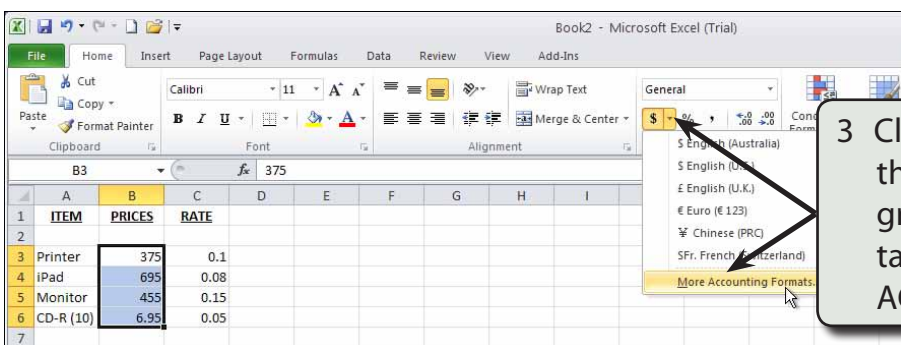 Book2 - Microsoft Excel (Trial)
File Home Insert Page Layout Formulas Data Review View Add-Ins
Cut
Copy
Format Painter
Paste
Clipboard
Calibri 11 A A
B I U A
Font
Wrap Text
Merge & Center
Alignment
General
$ % , .00 .00
B3 fx 375
A B C D E F G H I
1 ITEM PRICES RATE
2
3 Printer 375 0.1
4 iPad 695 0.08
5 Monitor 455 0.15
6 CD-R (10) 6.95 0.05
7
$ English (Australia)
$ English (U.S.)
£ English (U.K.)
€ Euro (€ 123)
¥ Chinese (PRC)
SFr. French (Switzerland)
More Accounting Formats.
3